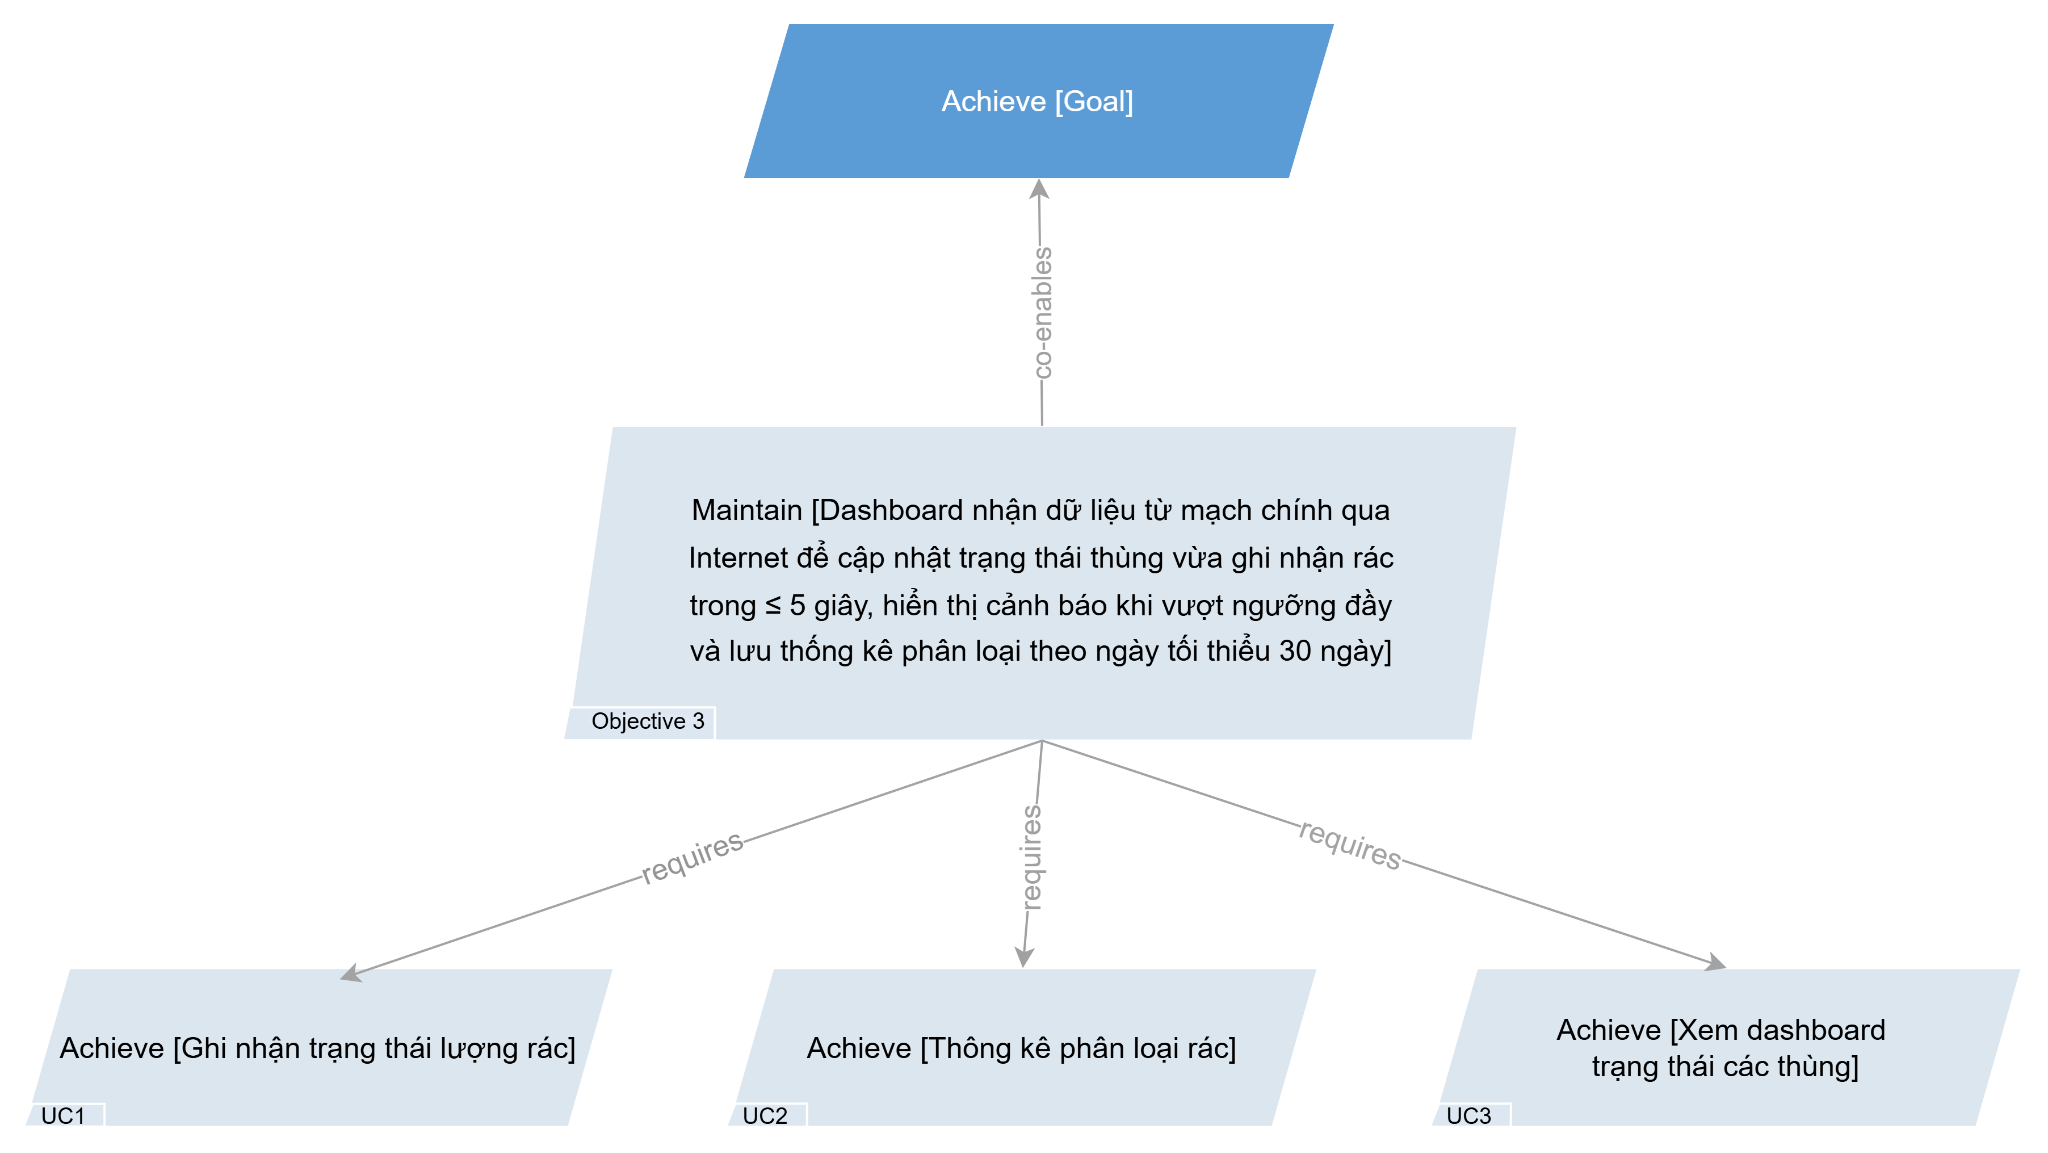 Achieve [Goal]
co-enables
Maintain [Dashboard nhận dữ liệu từ mạch chính qua
Internet để cập nhật trạng thái thùng vừa ghi nhận rác
trong ≤ 5 giây, hiển thị cảnh báo khi vượt ngưỡng đầy
và lưu thống kê phân loại theo ngày tối thiểu 30 ngày]
Objective 3
requires
requires
requires
Achieve [Ghi nhận trạng thái lượng rác]
UC1
Achieve [Thông kê phân loại rác]
UC2
Achieve [Xem dashboard
trạng thái các thùng]
UC3